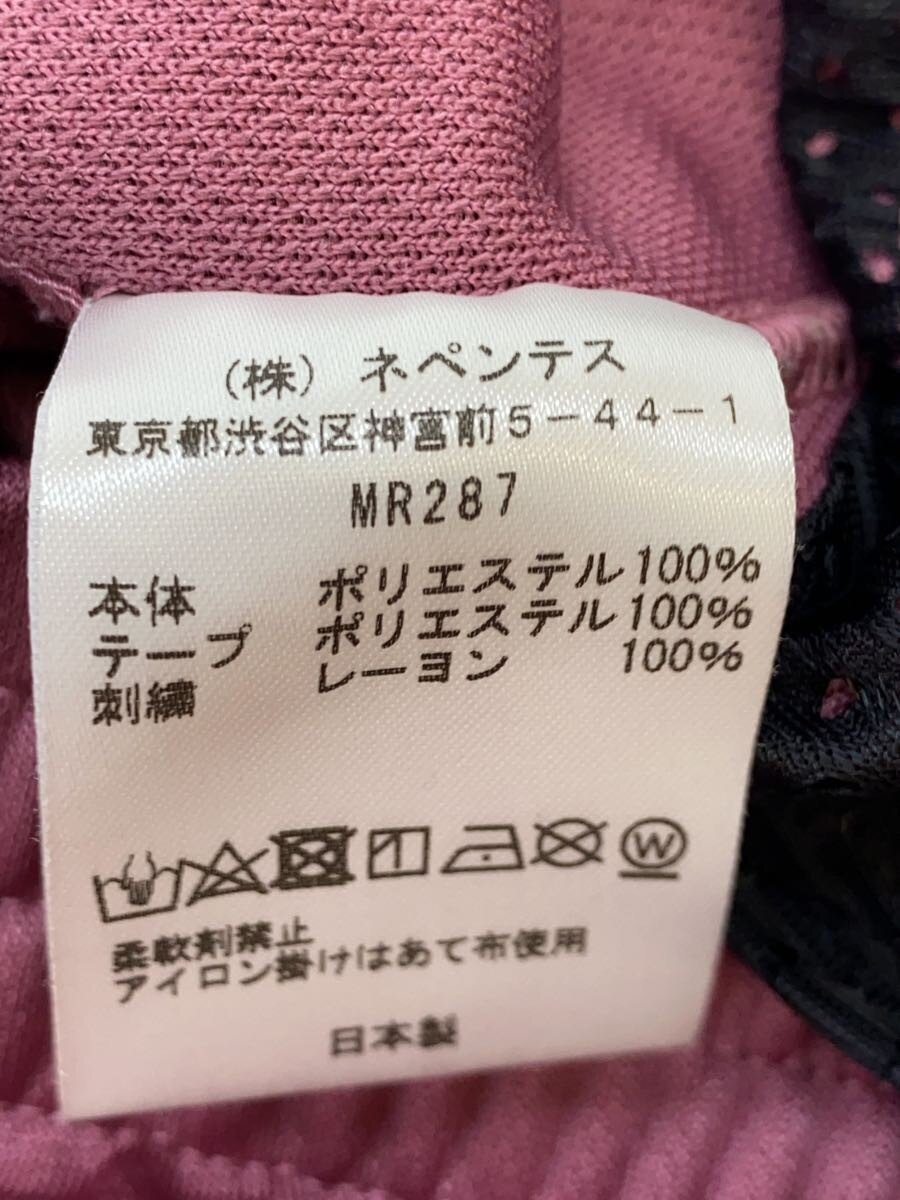 （株）ネペンテス
東京都渋谷区神宮前5-44-1
MR287
本体 ポリエステル100%
テープ ポリエステル100%
刺繍 レーヨン 100%
W
柔軟剤禁止
アイロン掛けはあて布使用
日本製